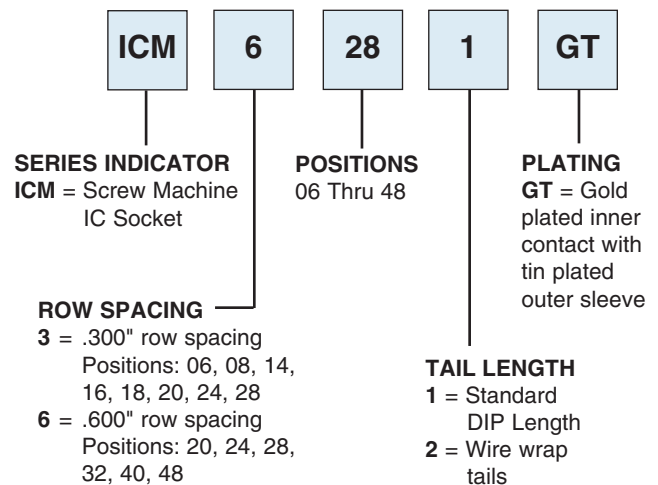 ICM 6 28 1 GT
SERIES INDICATOR
ICM = Screw Machine
IC Socket
POSITIONS
06 Thru 48
PLATING
GT = Gold
plated inner
contact with
tin plated
outer sleeve
ROW SPACING
3 = .300" row spacing
Positions: 06, 08, 14,
16, 18, 20, 24, 28
6 = .600" row spacing
Positions: 20, 24, 28,
32, 40, 48
TAIL LENGTH
1 = Standard
DIP Length
2 = Wire wrap
tails